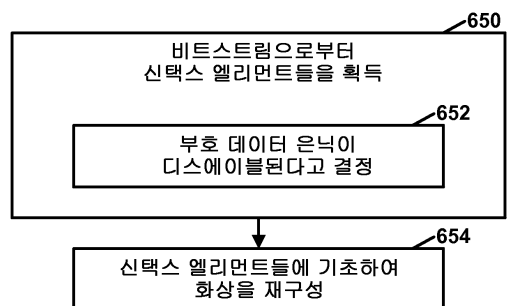 650
비트스트림으로부터
신택스 엘리먼트들을 획득
652
부호 데이터 은닉이
디스에이블된다고 결정
654
신택스 엘리먼트들에 기초하여
화상을 재구성